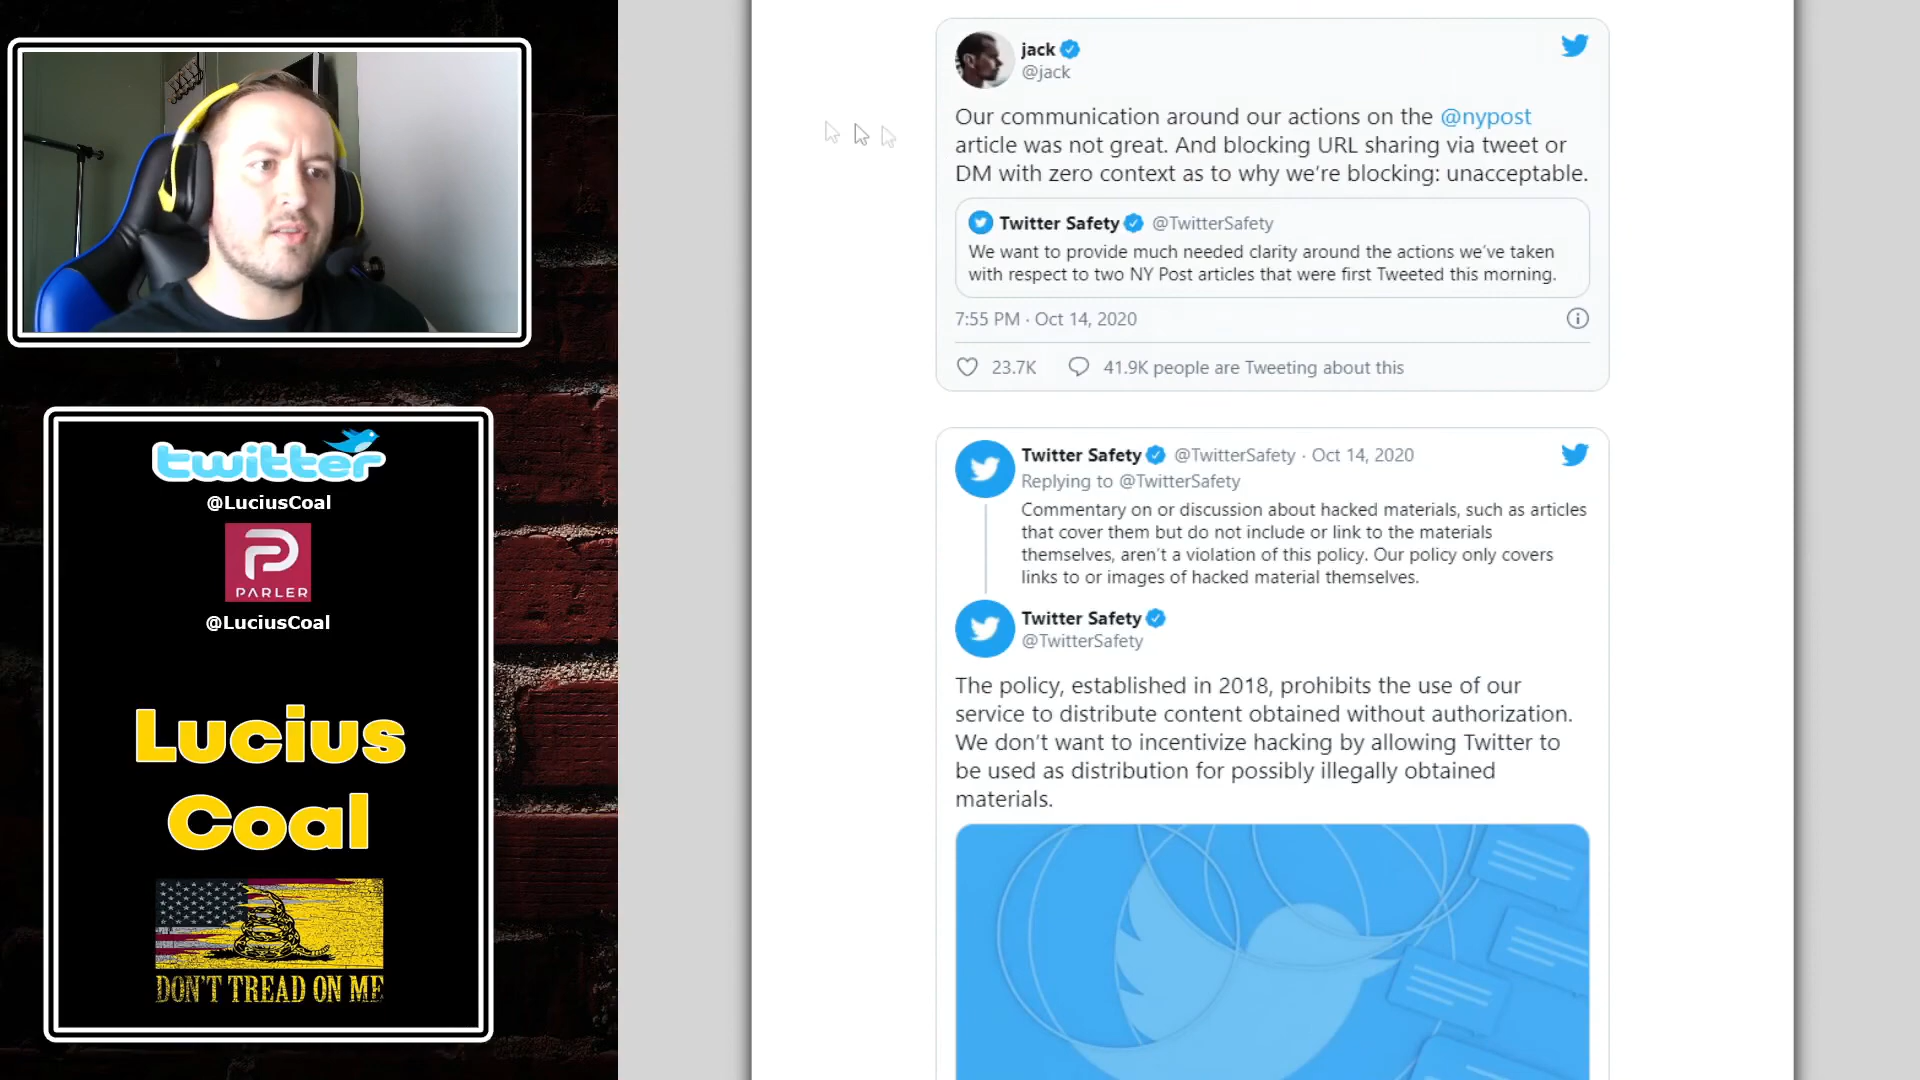 twitter
@LuciusCoal
PARLER
@LuciusCoal
Lucius
Coal
DON'T TREAD ON ME
jack
@jack
Our communication around our actions on the @nypost
article was not great. And blocking URL sharing via tweet or
DM with zero context as to why we're blocking: unacceptable.
Twitter Safety @TwitterSafety
We want to provide much needed clarity around the actions we've taken
with respect to two NY Post articles that were first Tweeted this morning.
7:55 PM · Oct 14, 2020
23.7K 41.9K people are Tweeting about this
Twitter Safety @TwitterSafety · Oct 14, 2020
Replying to @TwitterSafety
Commentary on or discussion about hacked materials, such as articles
that cover them but do not include or link to the materials
themselves, aren't a violation of this policy. Our policy only covers
links to or images of hacked material themselves.
Twitter Safety
@TwitterSafety
The policy, established in 2018, prohibits the use of our
service to distribute content obtained without authorization.
We don't want to incentivize hacking by allowing Twitter to
be used as distribution for possibly illegally obtained
materials.